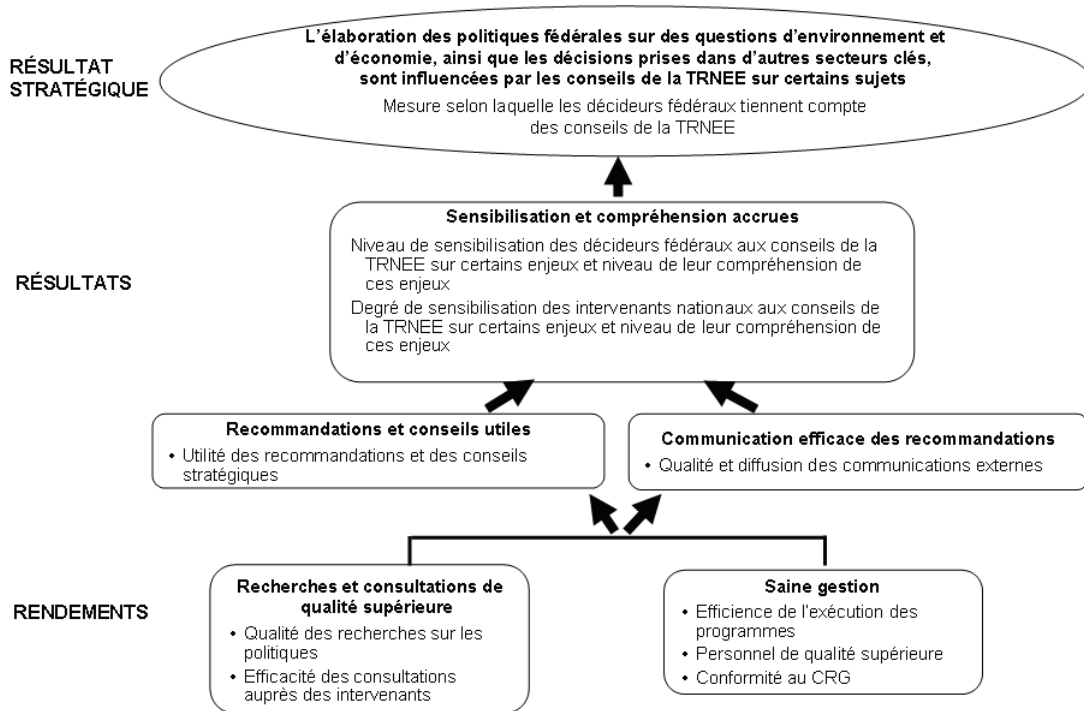 L'élaboration des politiques fédérales sur des questions d'environnement et
d'économie, ainsi que les décisions prises dans d'autres secteurs clés,
sont influencées par les conseils de la TRNEE sur certains sujets
Mesure selon laquelle les décideurs fédéraux tiennent compte
des conseils de la TRNEE
RÉSULTAT
STRATÉGIQUE
Sensibilisation et compréhension accrues
Niveau de sensibilisation des décideurs fédéraux aux conseils de la
TRNEE sur certains enjeux et niveau de leur compréhension de
ces enjeux
Degré de sensibilisation des intervenants nationaux aux conseils de
la TRNEE sur certains enjeux et niveau de leur compréhension de
ces enjeux
RÉSULTATS
Recommandations et conseils utiles
• Utilité des recommandations et des conseils
stratégiques
Communication efficace des recommandations
• Qualité et diffusion des communications externes
RENDEMENTS
Recherches et consultations de
qualité supérieure
• Qualité des recherches sur les
politiques
• Efficacité des consultations
auprès des intervenants
Saine gestion
• Efficience de l'exécution des
programmes
• Personnel de qualité supérieure
• Conformité au CRG